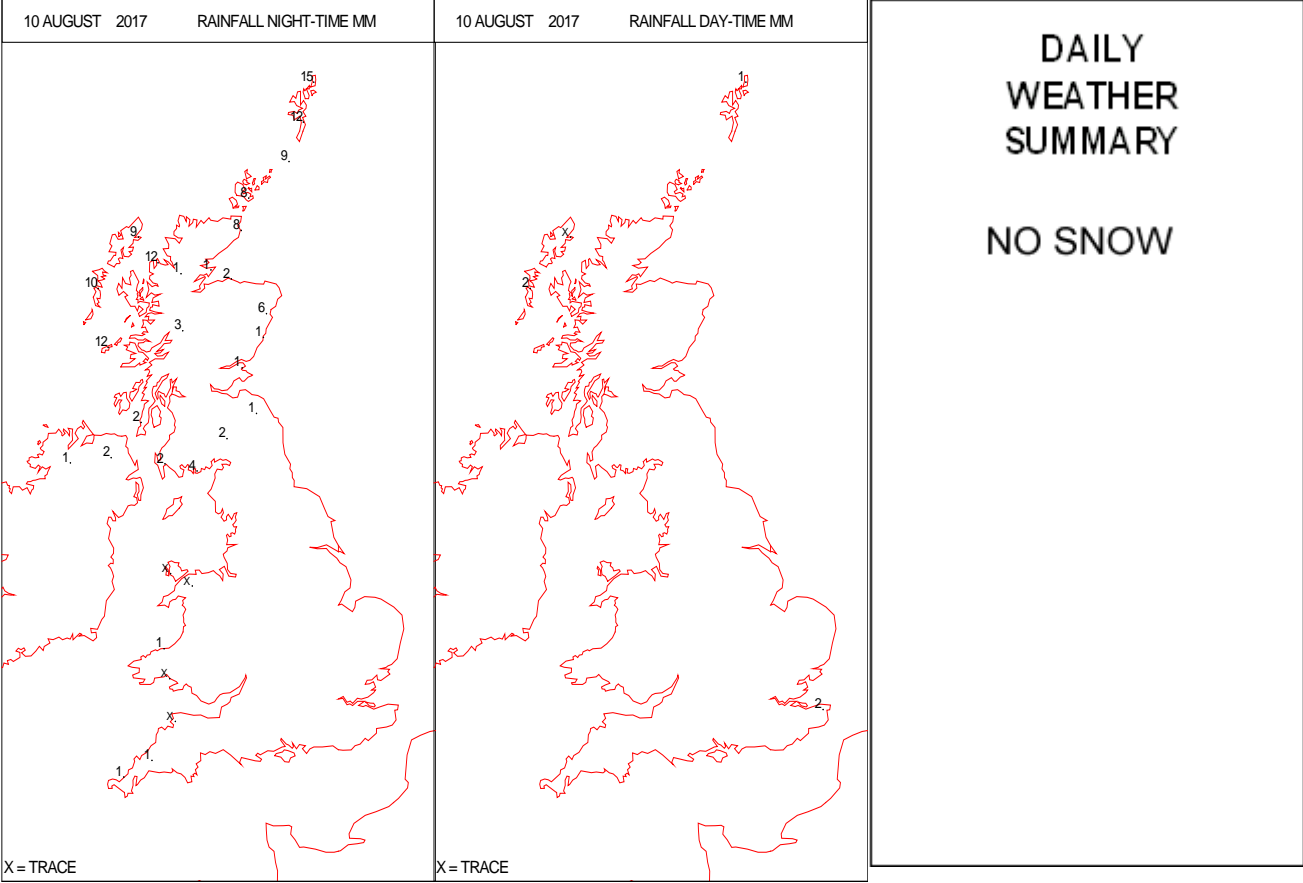 10 AUGUST 2017 RAINFALL NIGHT-TIME MM
15
12
9
8
8
9
12
1
1
2
10
6
3
1
12
1
1
2
2
2
1
2
4
X
X
1
X
X
1
1
X = TRACE
10 AUGUST 2017 RAINFALL DAY-TIME MM
1
X
2
2
X = TRACE
DAILY
WEATHER
SUMMARY
NO SNOW